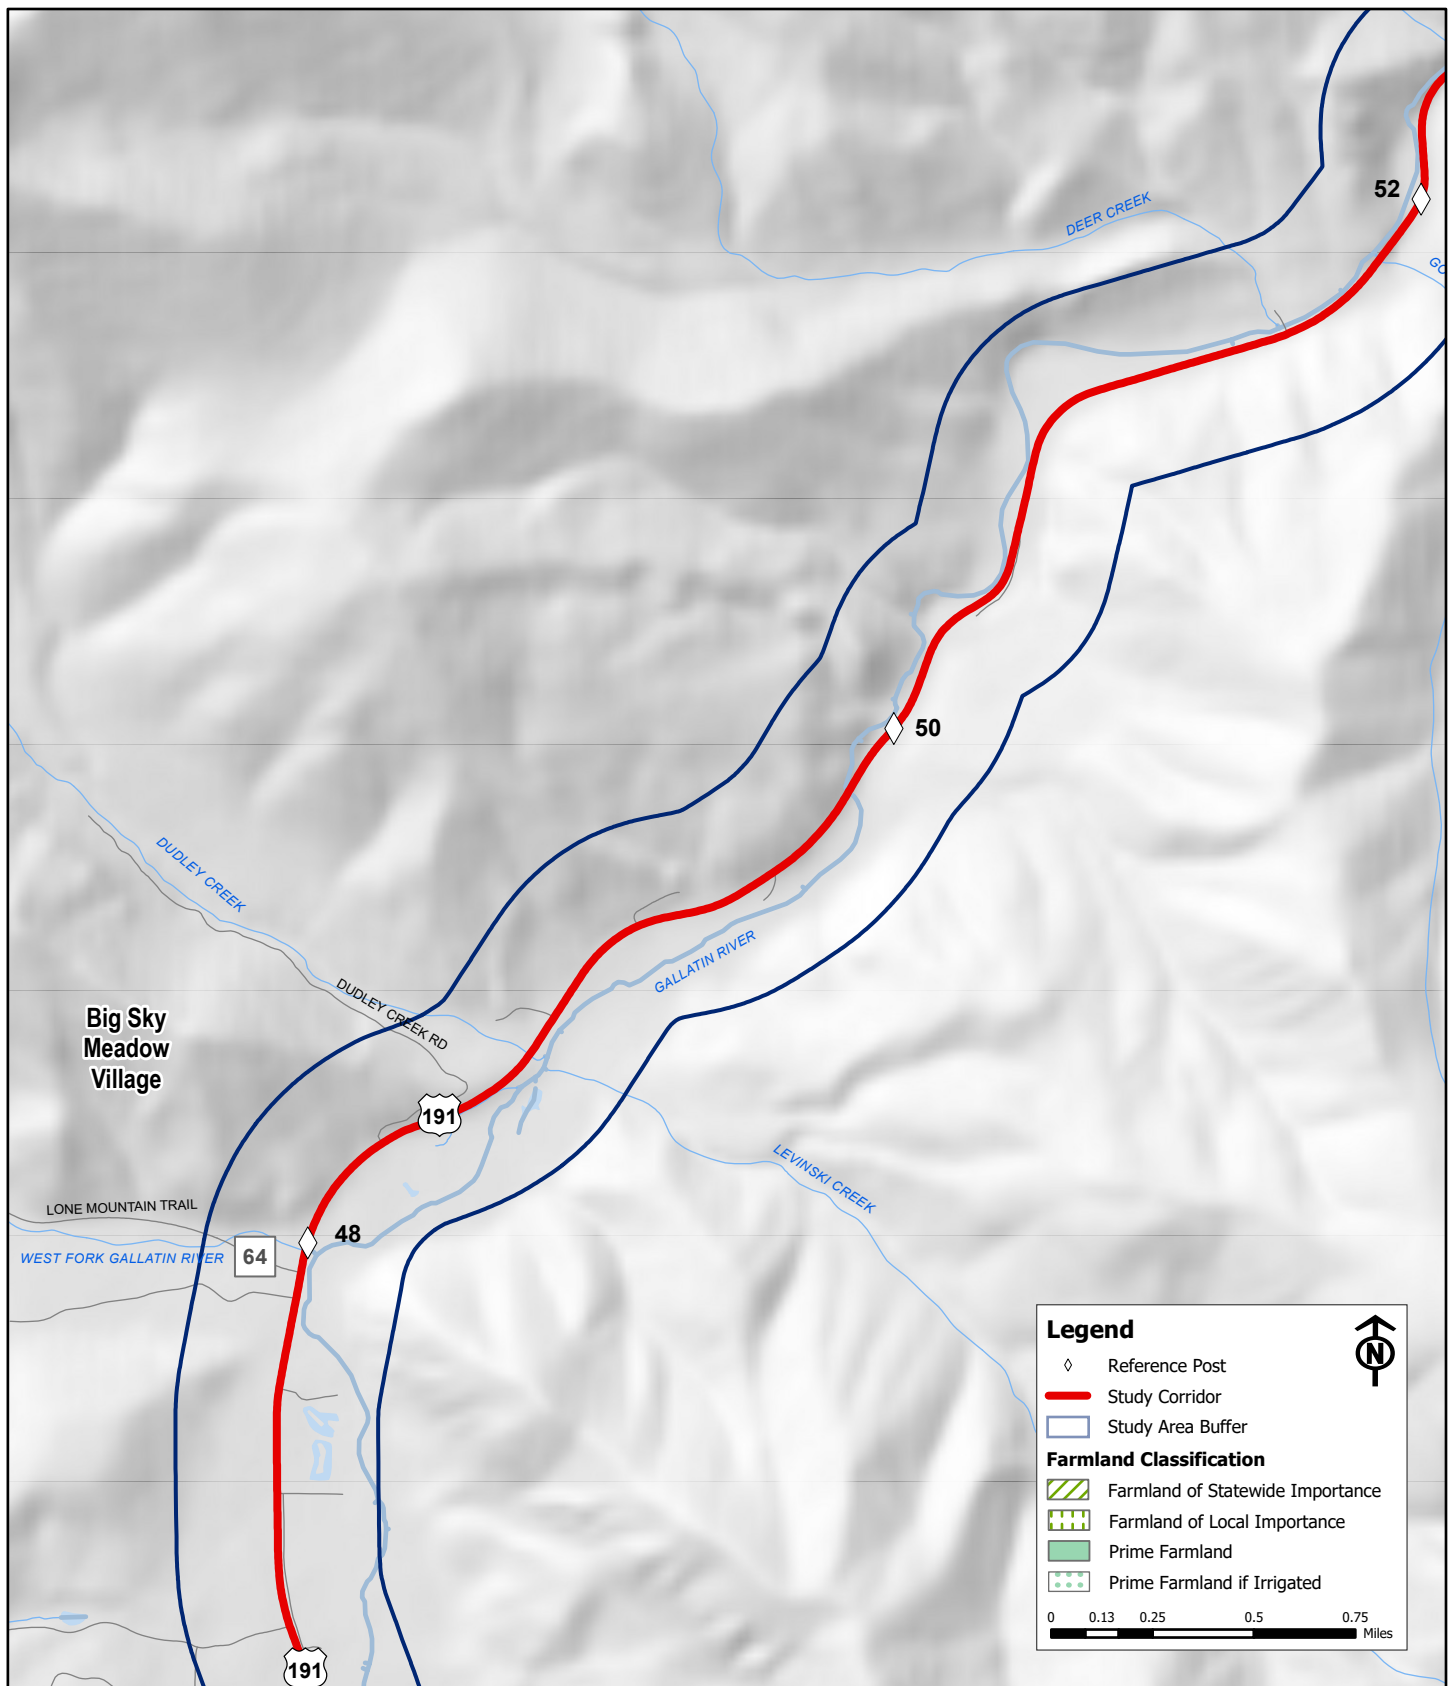 52
DEER CREEK
GO
50
DUDLEY CREEK
GALLATIN RIVER
DUDLEY CREEK RD
Big Sky
Meadow
Village
191
LEVINSKI CREEK
LONE MOUNTAIN TRAIL
48
WEST FORK GALLATIN RIVER
64
Legend
N
Reference Post
Study Corridor
Study Area Buffer
Farmland Classification
Farmland of Statewide Importance
Farmland of Local Importance
Prime Farmland
Prime Farmland if Irrigated
0 0.13 0.25 0.5 0.75
Miles
191